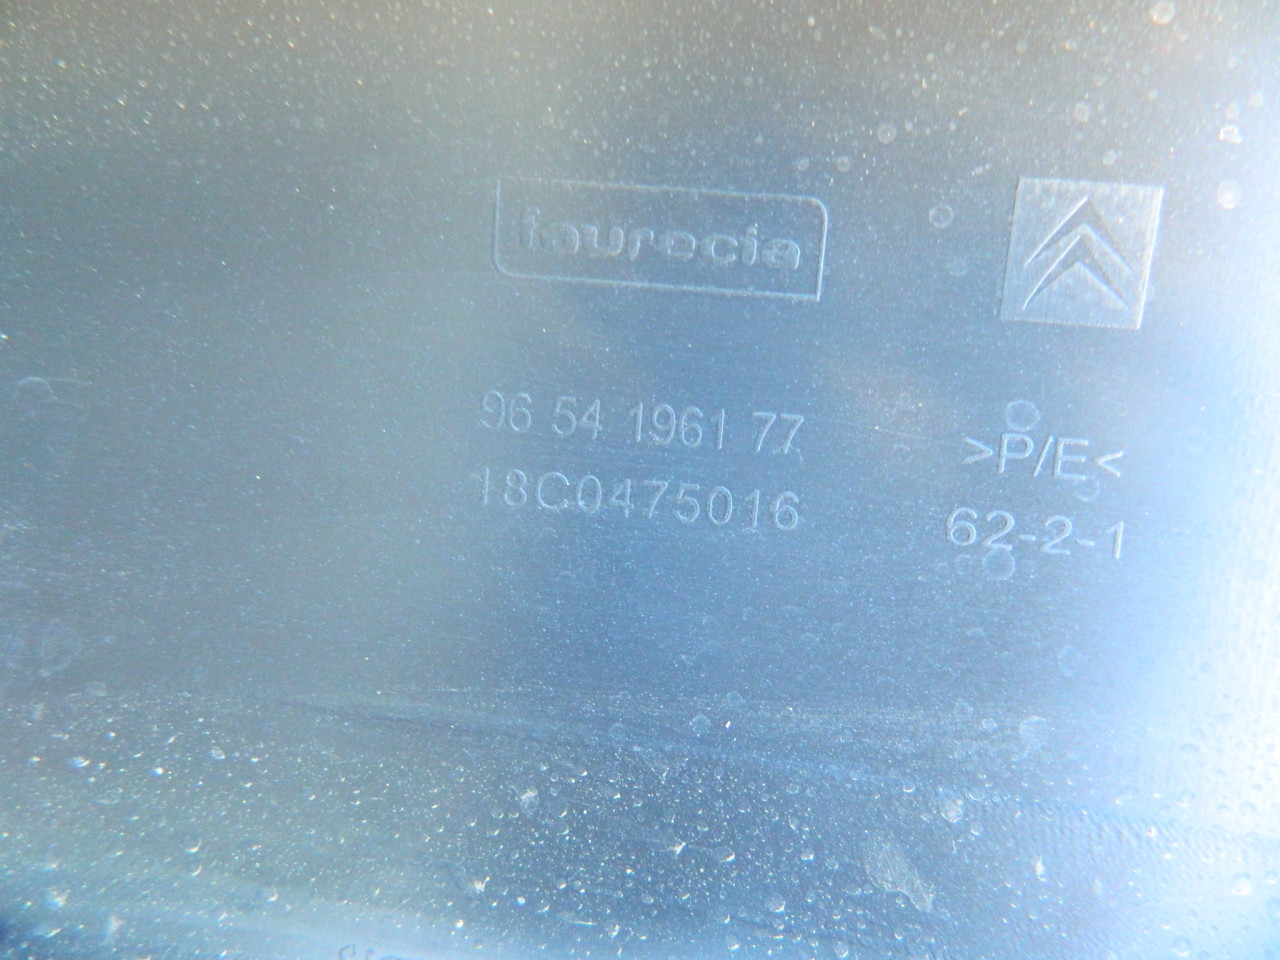 faurecia
96 54 1961 77
18C0475016
>P/E<
62-2-1